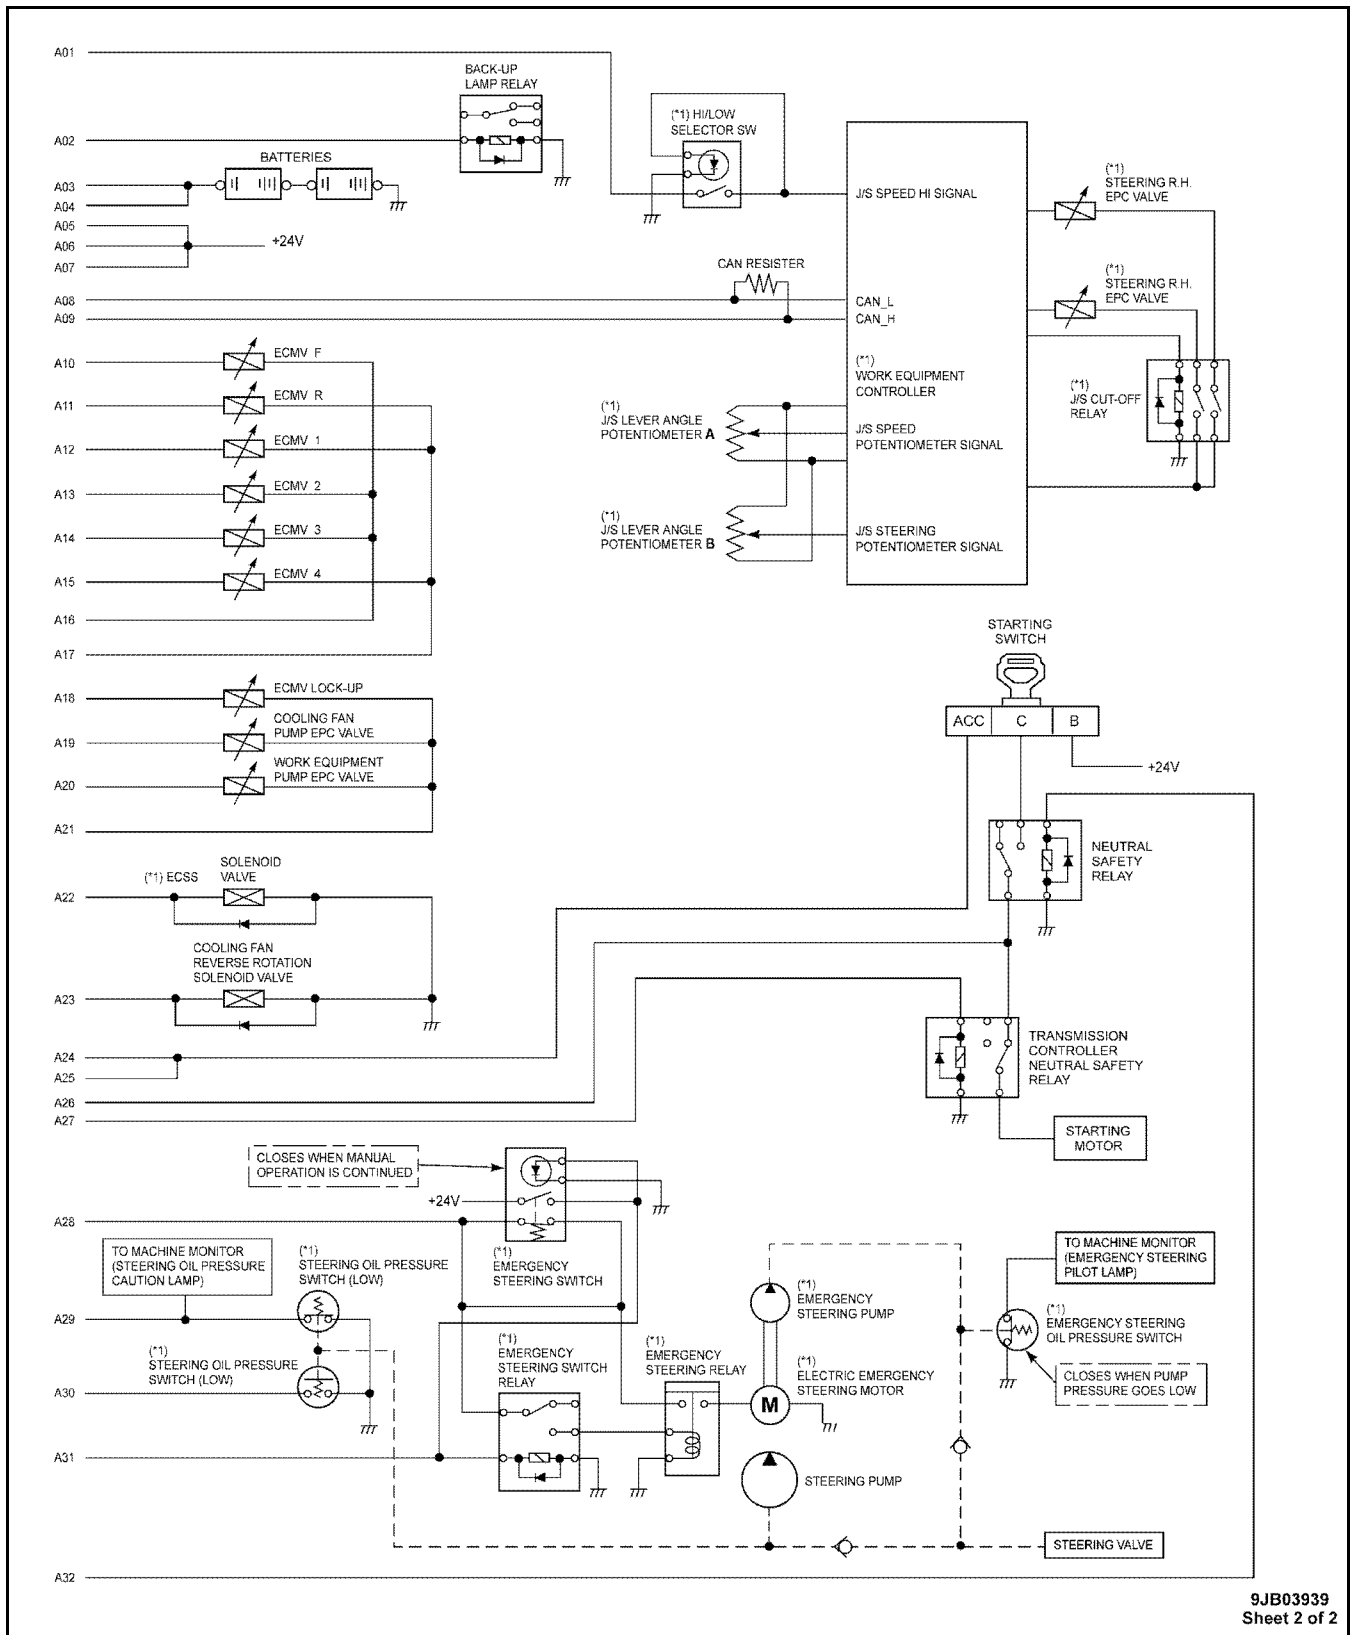 A01
BACK-UP
LAMP RELAY
(*1) HI/LOW
SELECTOR SW
A02
BATTERIES
A03
A04
A05
A06
+24V
A07
J/S SPEED HI SIGNAL
(*1)
STEERING R.H.
EPC VALVE
CAN RESISTER
(*1)
STEERING R.H.
EPC VALVE
A08
CAN_L
A09
CAN_H
A10
ECMV F
(*1)
WORK EQUIPMENT
CONTROLLER
(*1)
J/S CUT-OFF
RELAY
A11
ECMV R
(*1)
J/S LEVER ANGLE
POTENTIOMETER A
J/S SPEED
POTENTIOMETER SIGNAL
A12
ECMV 1
A13
ECMV 2
A14
ECMV 3
(*1)
J/S LEVER ANGLE
POTENTIOMETER B
J/S STEERING
POTENTIOMETER SIGNAL
A15
ECMV 4
A16
A17
STARTING
SWITCH
ACC
C
B
+24V
A18
ECMV LOCK-UP
A19
COOLING FAN
PUMP EPC VALVE
A20
WORK EQUIPMENT
PUMP EPC VALVE
A21
NEUTRAL
SAFETY
RELAY
A22
(*1) ECSS
SOLENOID
VALVE
COOLING FAN
REVERSE ROTATION
SOLENOID VALVE
A23
A24
A25
A26
A27
TRANSMISSION
CONTROLLER
NEUTRAL SAFETY
RELAY
STARTING
MOTOR
CLOSES WHEN MANUAL
OPERATION IS CONTINUED
+24V
A28
TO MACHINE MONITOR
(STEERING OIL PRESSURE
CAUTION LAMP)
(*1)
STEERING OIL PRESSURE
SWITCH (LOW)
(*1)
EMERGENCY
STEERING SWITCH
TO MACHINE MONITOR
(EMERGENCY STEERING
PILOT LAMP)
(*1)
EMERGENCY
STEERING PUMP
(*1)
EMERGENCY STEERING
OIL PRESSURE SWITCH
A29
(*1)
STEERING OIL PRESSURE
SWITCH (LOW)
(*1)
EMERGENCY
STEERING SWITCH
RELAY
(*1)
EMERGENCY
STEERING RELAY
(*1)
ELECTRIC EMERGENCY
STEERING MOTOR
M
CLOSES WHEN PUMP
PRESSURE GOES LOW
A30
A31
STEERING PUMP
STEERING VALVE
A32
9JB03939
Sheet 2 of 2